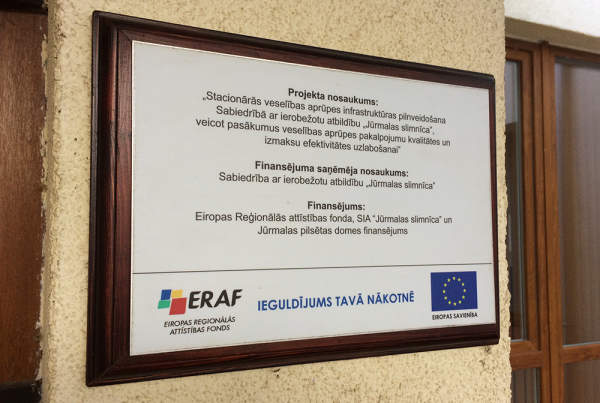 Projekta nosaukums:
„Stacionārās veselības aprūpes infrastruktūras pilnveidošana
Sabiedrībā ar ierobežotu atbildību „Jūrmalas slimnīca”,
veicot pasākumus veselības aprūpes pakalpojumu kvalitātes un
izmaksu efektivitātes uzlabošanai”
Finansējuma saņēmēja nosaukums:
Sabiedrība ar ierobežotu atbildību „Jūrmalas slimnīca”
Finansējums:
Eiropas Reģionālās attīstības fonda, SIA “Jūrmalas slimnīca” un
Jūrmalas pilsētas domes finansējums
ERAF
EIROPAS REĢIONĀLĀS
ATTĪSTĪBAS FONDS
IEGULDĪJUMS TAVĀ NĀKOTNĒ
EIROPAS SAVIENĪBA